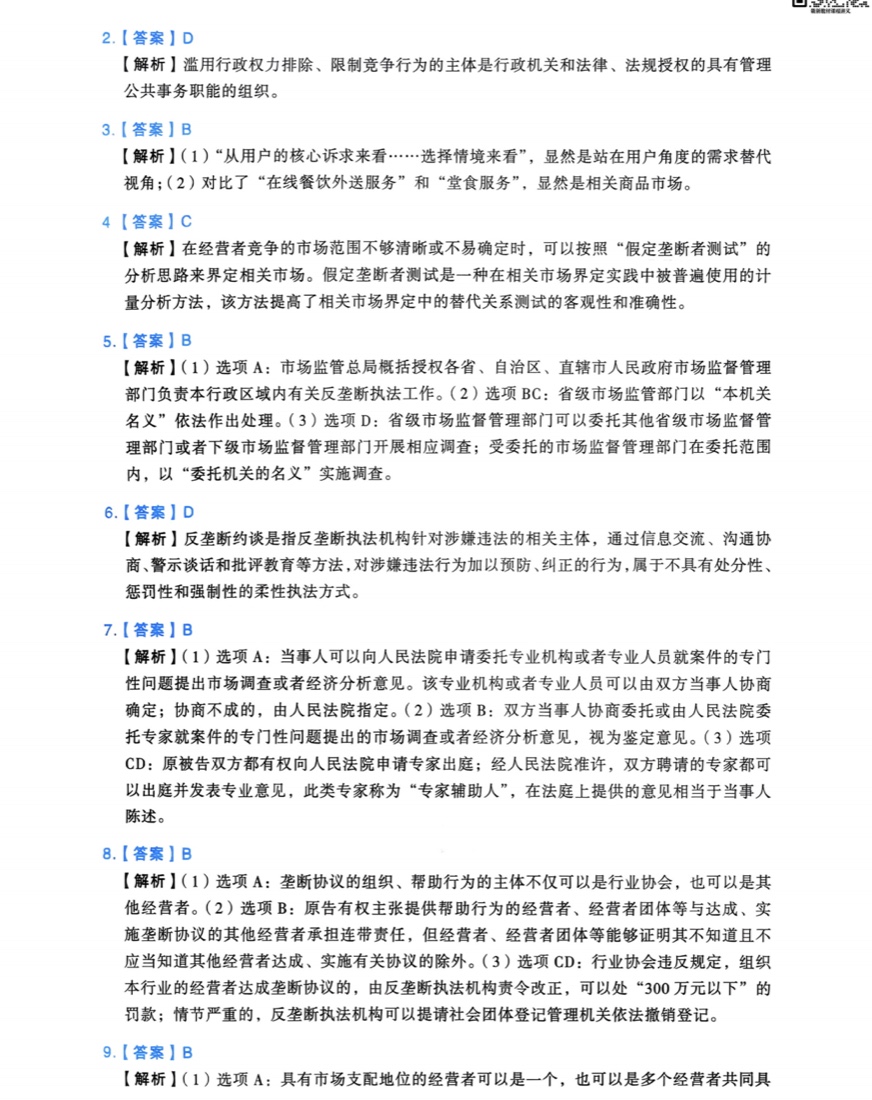 2.【答案】D
【解析】滥用行政权力排除、限制竞争行为的主体是行政机关和法律、法规授权的具有管理
公共事务职能的组织。
3.【答案】B
【解析】（1）“从用户的核心诉求来看……选择情境来看”，显然是站在用户角度的需求替代
视角；（2）对比了“在线餐饮外送服务”和“堂食服务”，显然是相关商品市场。
4 【答案】C
【解析】在经营者竞争的市场范围不够清晰或不易确定时，可以按照“假定垄断者测试”的
分析思路来界定相关市场。假定垄断者测试是一种在相关市场界定实践中被普遍使用的计
量分析方法，该方法提高了相关市场界定中的替代关系测试的客观性和准确性。
5.【答案】B
【解析】（1）选项 A：市场监管总局概括授权各省、自治区、直辖市人民政府市场监督管理
部门负责本行政区域内有关反垄断执法工作。（2）选项 BC：省级市场监管部门以“本机关
名义”依法作出处理。（3）选项 D：省级市场监督管理部门可以委托其他省级市场监督管
理部门或者下级市场监督管理部门开展相应调查；受委托的市场监督管理部门在委托范围
内，以“委托机关的名义”实施调查。
6.【答案】D
【解析】反垄断约谈是指反垄断执法机构针对涉嫌违法的相关主体，通过信息交流、沟通协
商、警示谈话和批评教育等方法，对涉嫌违法行为加以预防、纠正的行为，属于不具有处分性、
惩罚性和强制性的柔性执法方式。
7.【答案】B
【解析】（1）选项 A：当事人可以向人民法院申请委托专业机构或者专业人员就案件的专门
性问题提出市场调查或者经济分析意见。该专业机构或者专业人员可以由双方当事人协商
确定；协商不成的，由人民法院指定。（2）选项 B：双方当事人协商委托或由人民法院委
托专家就案件的专门性问题提出的市场调查或者经济分析意见，视为鉴定意见。（3）选项
CD：原被告双方都有权向人民法院申请专家出庭；经人民法院准许，双方聘请的专家都可
以出庭并发表专业意见，此类专家称为“专家辅助人”，在法庭上提供的意见相当于当事人
陈述。
8.【答案】B
【解析】（1）选项 A：垄断协议的组织、帮助行为的主体不仅可以是行业协会，也可以是其
他经营者。（2）选项 B：原告有权主张提供帮助行为的经营者、经营者团体等与达成、实
施垄断协议的其他经营者承担连带责任，但经营者、经营者团体等能够证明其不知道且不
应当知道其他经营者达成、实施有关协议的除外。（3）选项 CD：行业协会违反规定，组织
本行业的经营者达成垄断协议的，由反垄断执法机构责令改正，可以处“300 万元以下”的
罚款；情节严重的，反垄断执法机构可以提请社会团体登记管理机关依法撤销登记。
9.【答案】B
【解析】（1）选项 A：具有市场支配地位的经营者可以是一个，也可以是多个经营者共同具